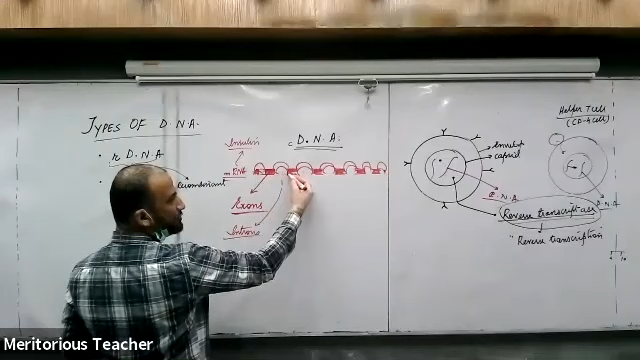 TYPES OF D.N.A.
r D.N.A
Recombinant
Insulin
m RNA
Exons
Introns
D.N.A.
envelop
capsid
R.N.A
Reverse transcriptase
"Reverse transcription
Helper T cell
(CD-4 cell)
D.N.A
Meritorious Teacher